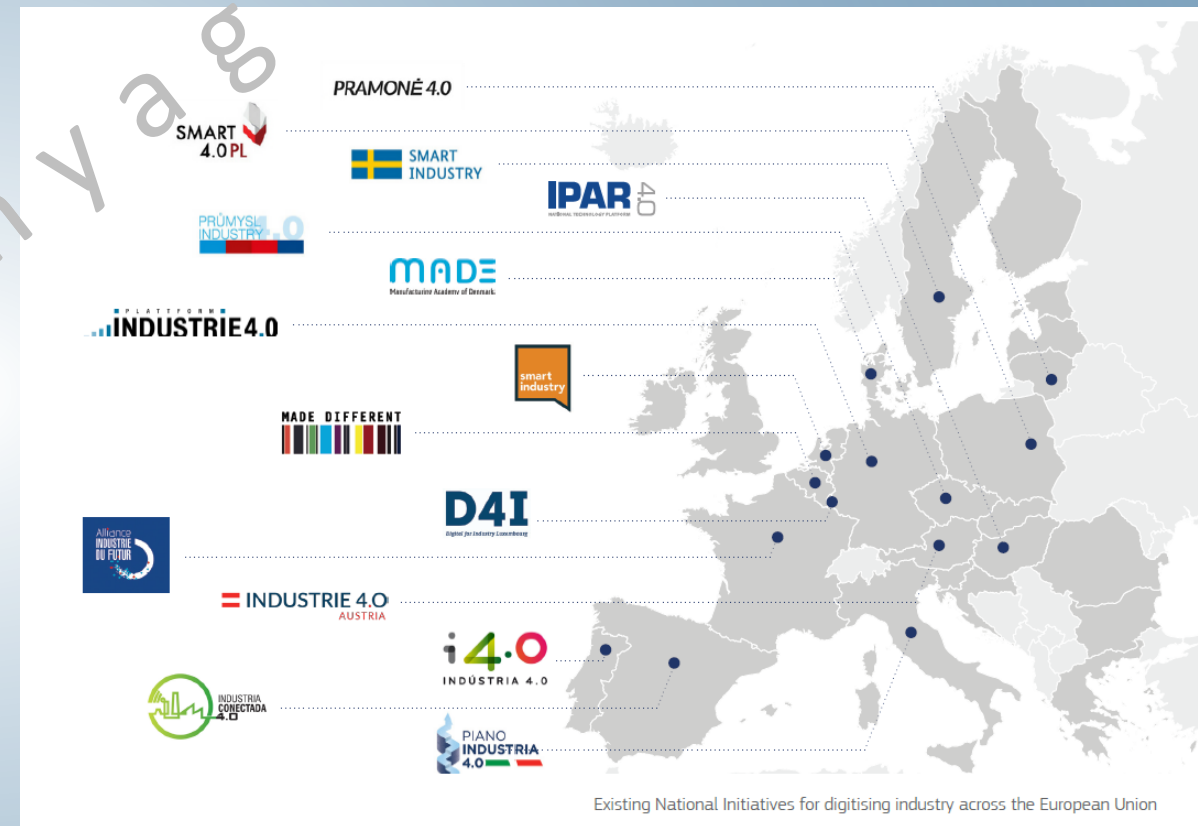 PRAMONĖ 4.0
SMART
4.0 PL
SMART
INDUSTRY
IPAR 4.0
NATIONAL TECHNOLOGY PLATFORM
PRŮMYSL
INDUSTRY 4.0
MADE
Manufacturing Academy of Denmark.
PLATTFORM
INDUSTRIE 4.0
smart
industry
MADE DIFFERENT
D4I
Digital for Industry Luxembourg
Alliance
INDUSTRIE
DU FUTUR
INDUSTRIE 4.0
AUSTRIA
i4.0
INDÚSTRIA 4.0
INDUSTRIA
CONECTADA
4.0
PIANO
INDUSTRIA
4.0
Existing National Initiatives for digitising industry across the European Union